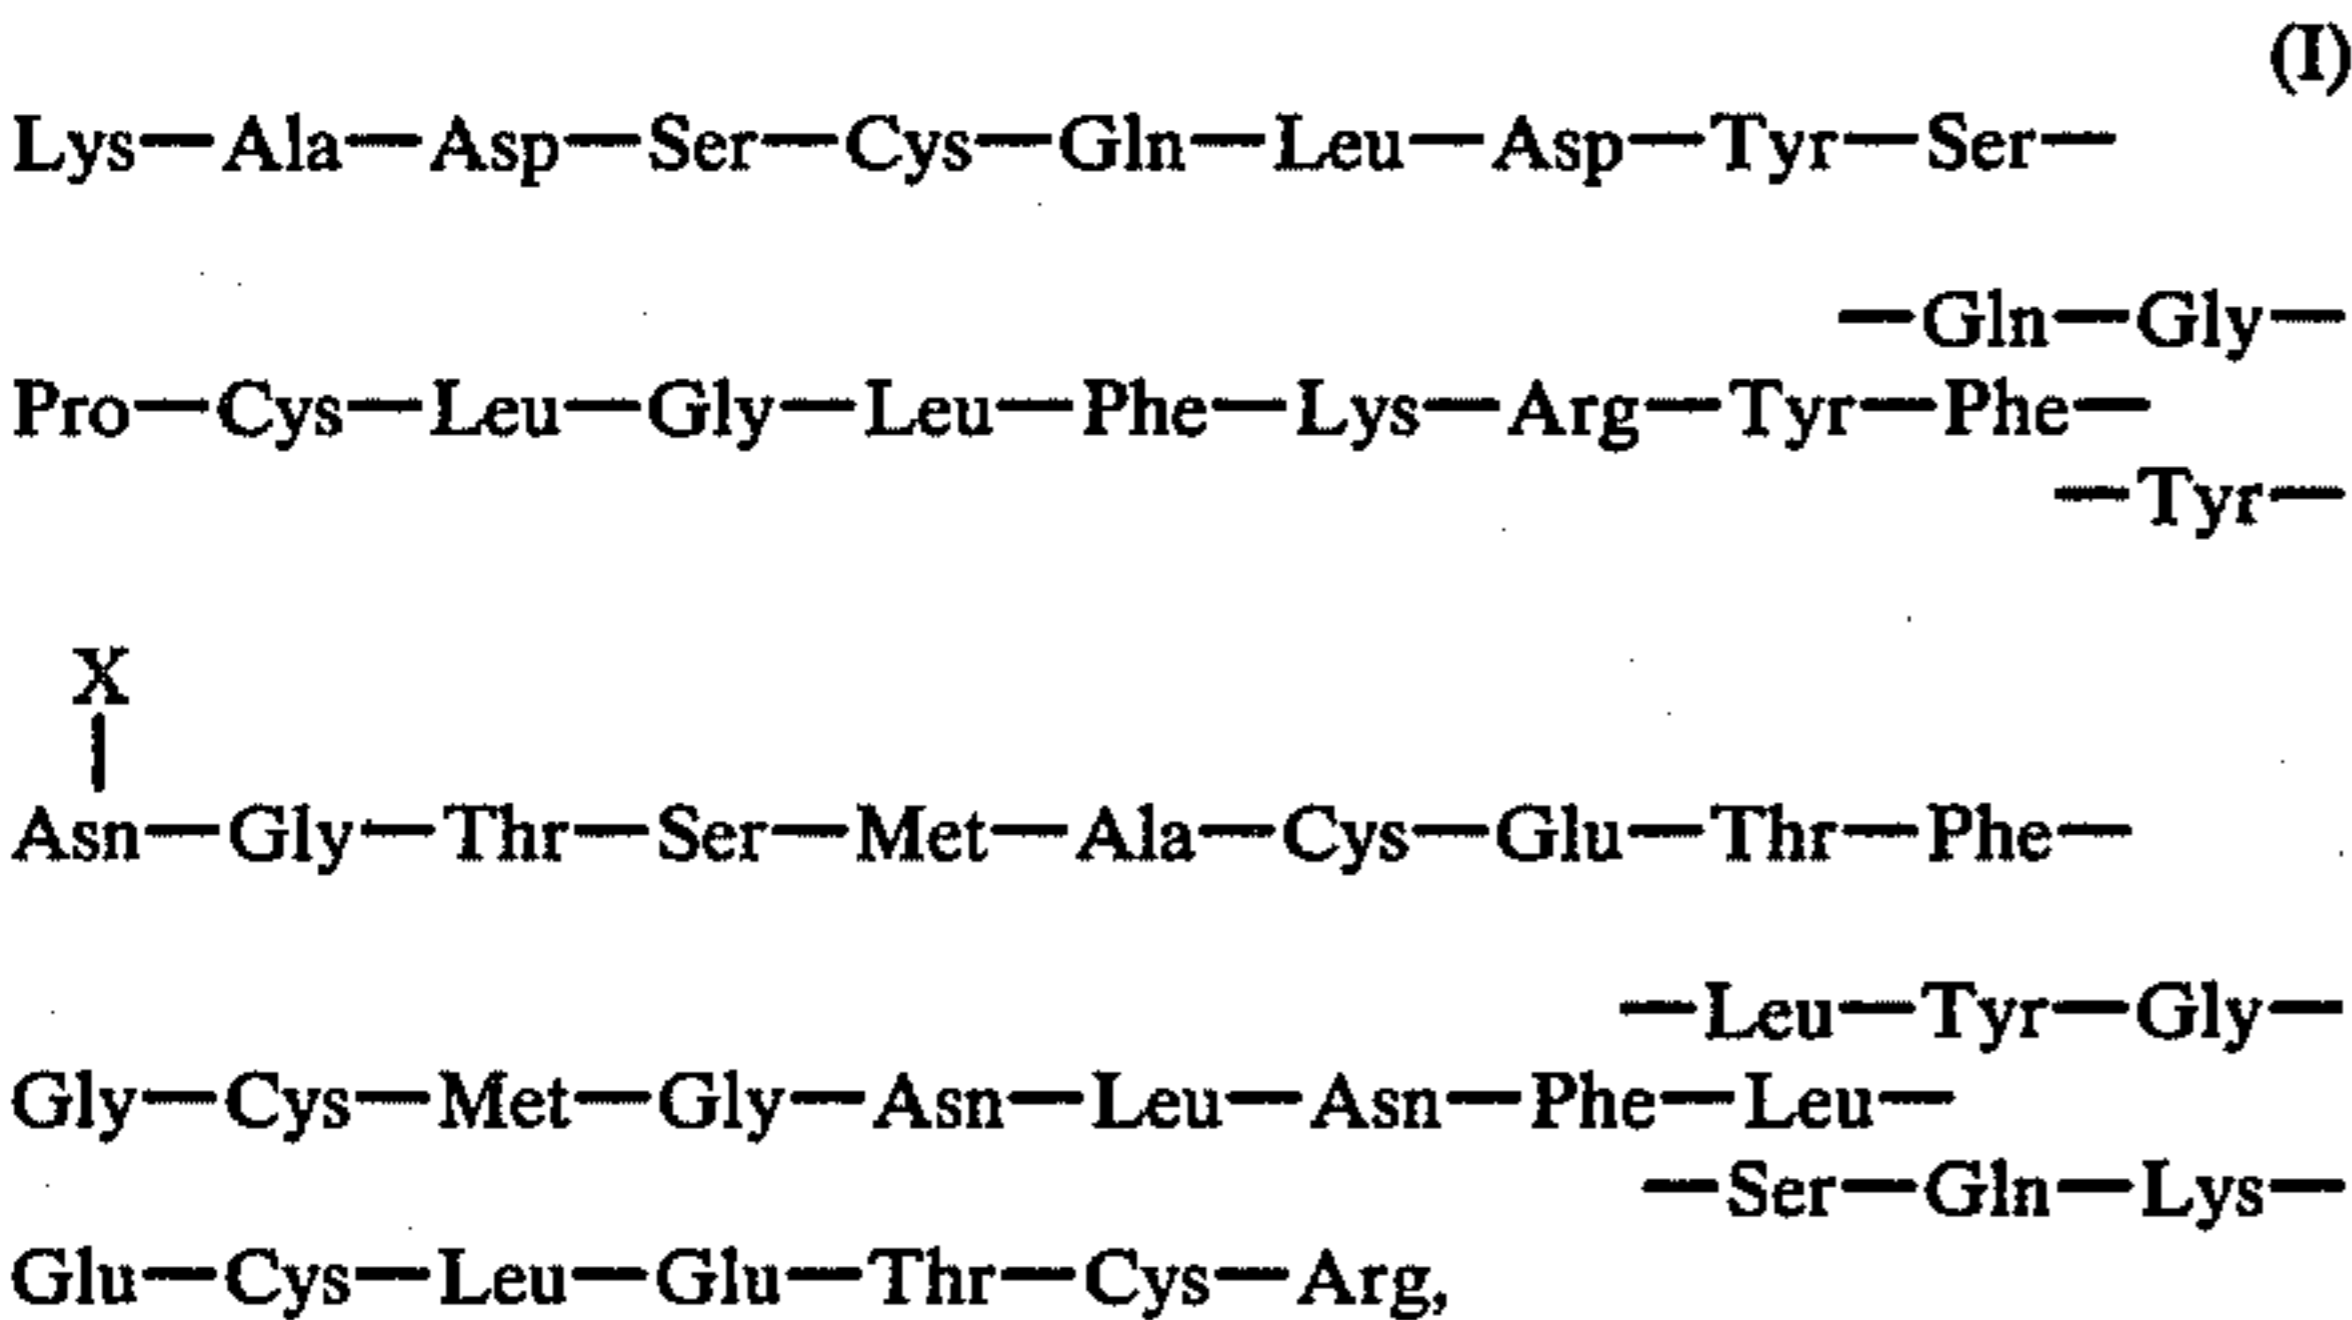 (I)
Lys—Ala—Asp—Ser—Cys—Gln—Leu—Asp—Tyr—Ser—
—Gln—Gly—
Pro—Cys—Leu—Gly—Leu—Phe—Lys—Arg—Tyr—Phe—
—Tyr—
X
Asn—Gly—Thr—Ser—Met—Ala—Cys—Glu—Thr—Phe—
—Leu—Tyr—Gly—
Gly—Cys—Met—Gly—Asn—Leu—Asn—Phe—Leu—
—Ser—Gln—Lys—
Glu—Cys—Leu—Glu—Thr—Cys—Arg,